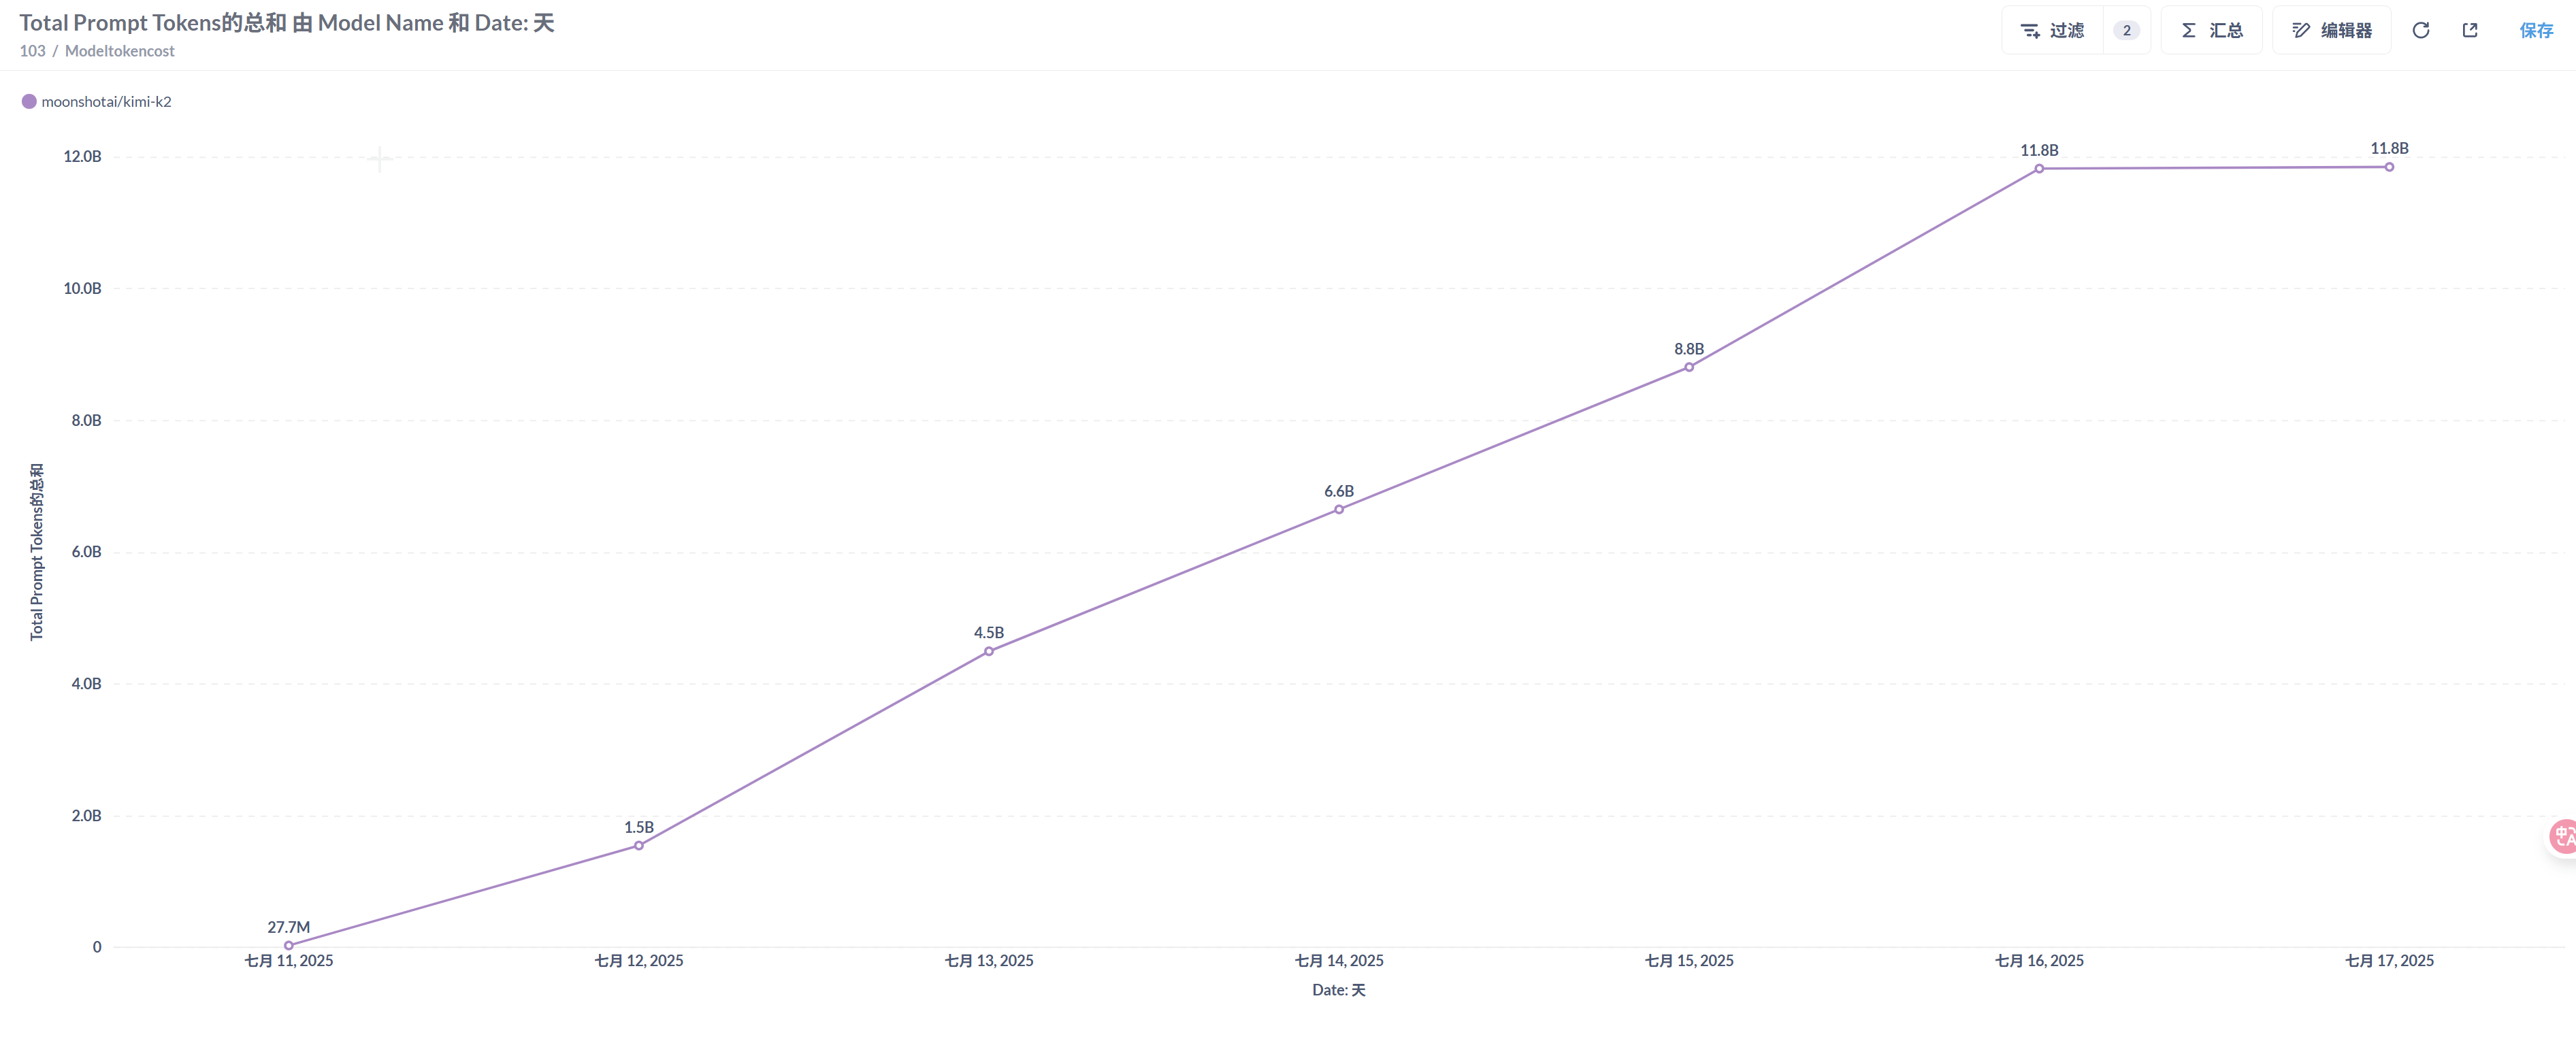 Total Prompt Tokens的总和 由 Model Name 和 Date: 天
103 / Modeltokencost
过滤 2
汇总
编辑器
保存
moonshotai/kimi-k2
Total Prompt Tokens的总和
12.0B
10.0B
8.0B
6.0B
4.0B
2.0B
0
27.7M
1.5B
4.5B
6.6B
8.8B
11.8B
11.8B
七月 11, 2025
七月 12, 2025
七月 13, 2025
七月 14, 2025
七月 15, 2025
七月 16, 2025
七月 17, 2025
Date: 天
中
A